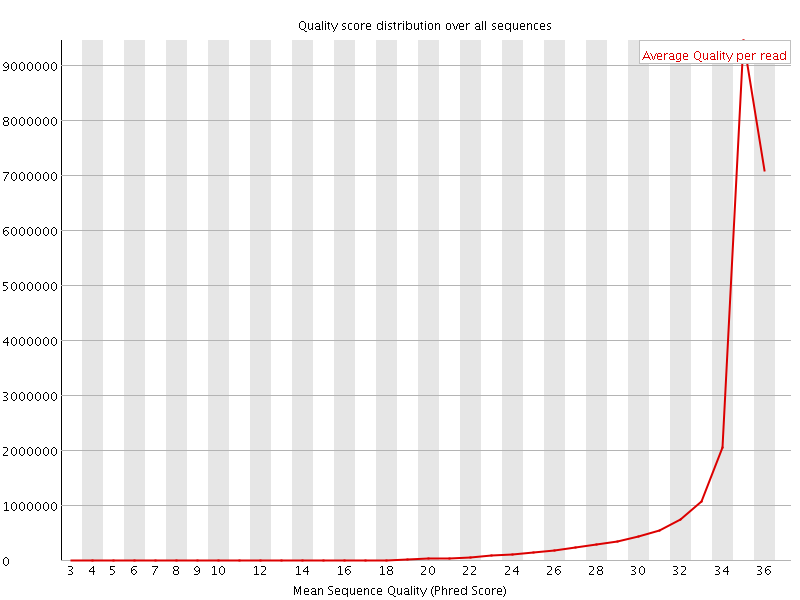 Quality score distribution over all sequences
Average Quality per read
9000000
8000000
7000000
6000000
5000000
4000000
3000000
2000000
1000000
0
3 4 5 6 7 8 9 10 12 14 16 18 20 22 24 26 28 30 32 34 36
Mean Sequence Quality (Phred Score)